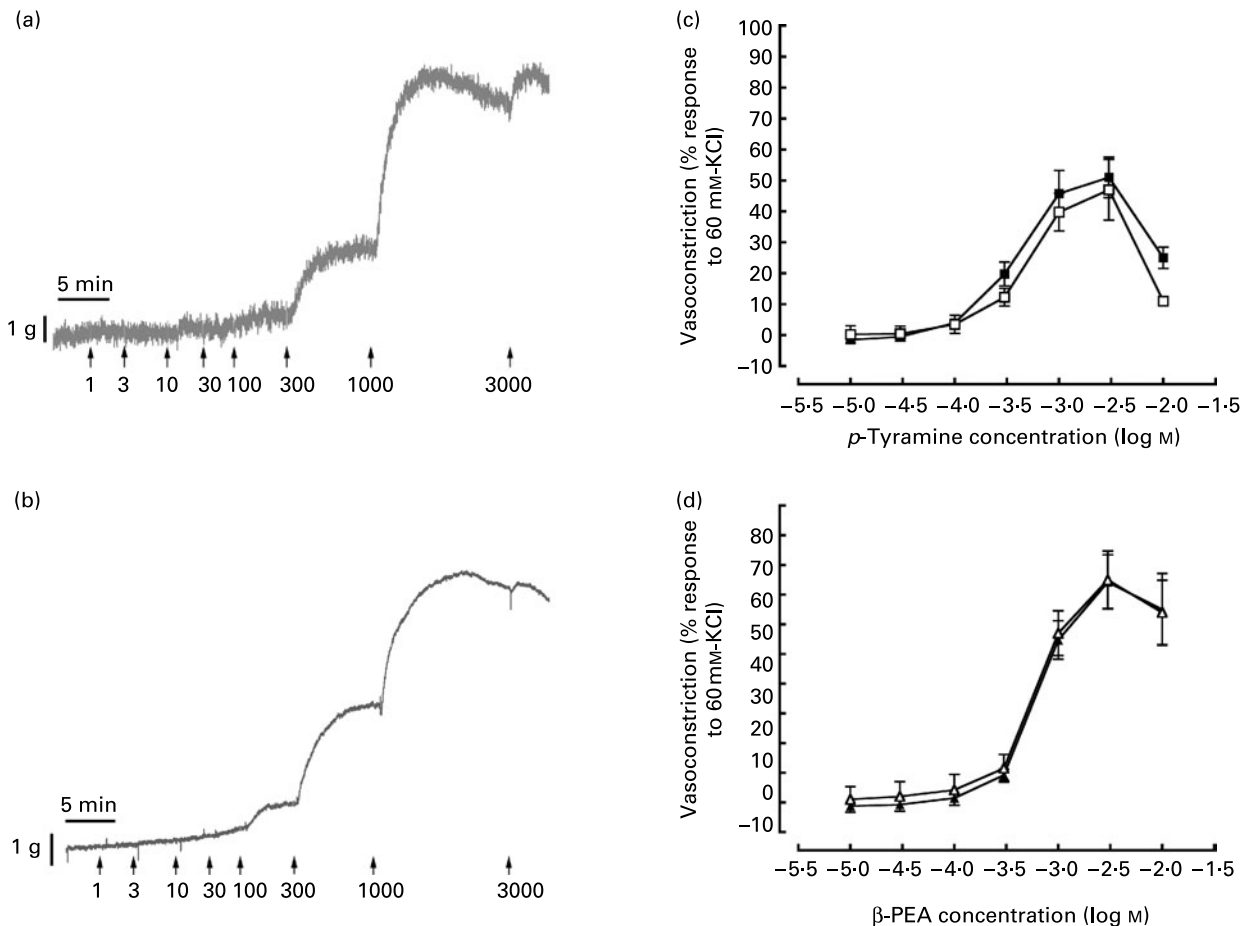 (a)
5 min
1 g
1 3 10 30 100 300 1000 3000
(b)
5 min
1 g
1 3 10 30 100 300 1000 3000
(c)
Vasoconstriction (% response
to 60 mM-KCl)
100
90
80
70
60
50
40
30
20
10
0
–10
–5·5 –5·0 –4·5 –4·0 –3·5 –3·0 –2·5 –2·0 –1·5
p-Tyramine concentration (log M)
(d)
Vasoconstriction (% response
to 60 mM-KCl)
80
70
60
50
40
30
20
10
0
–10
–5·5 –5·0 –4·5 –4·0 –3·5 –3·0 –2·5 –2·0 –1·5
β-PEA concentration (log M)